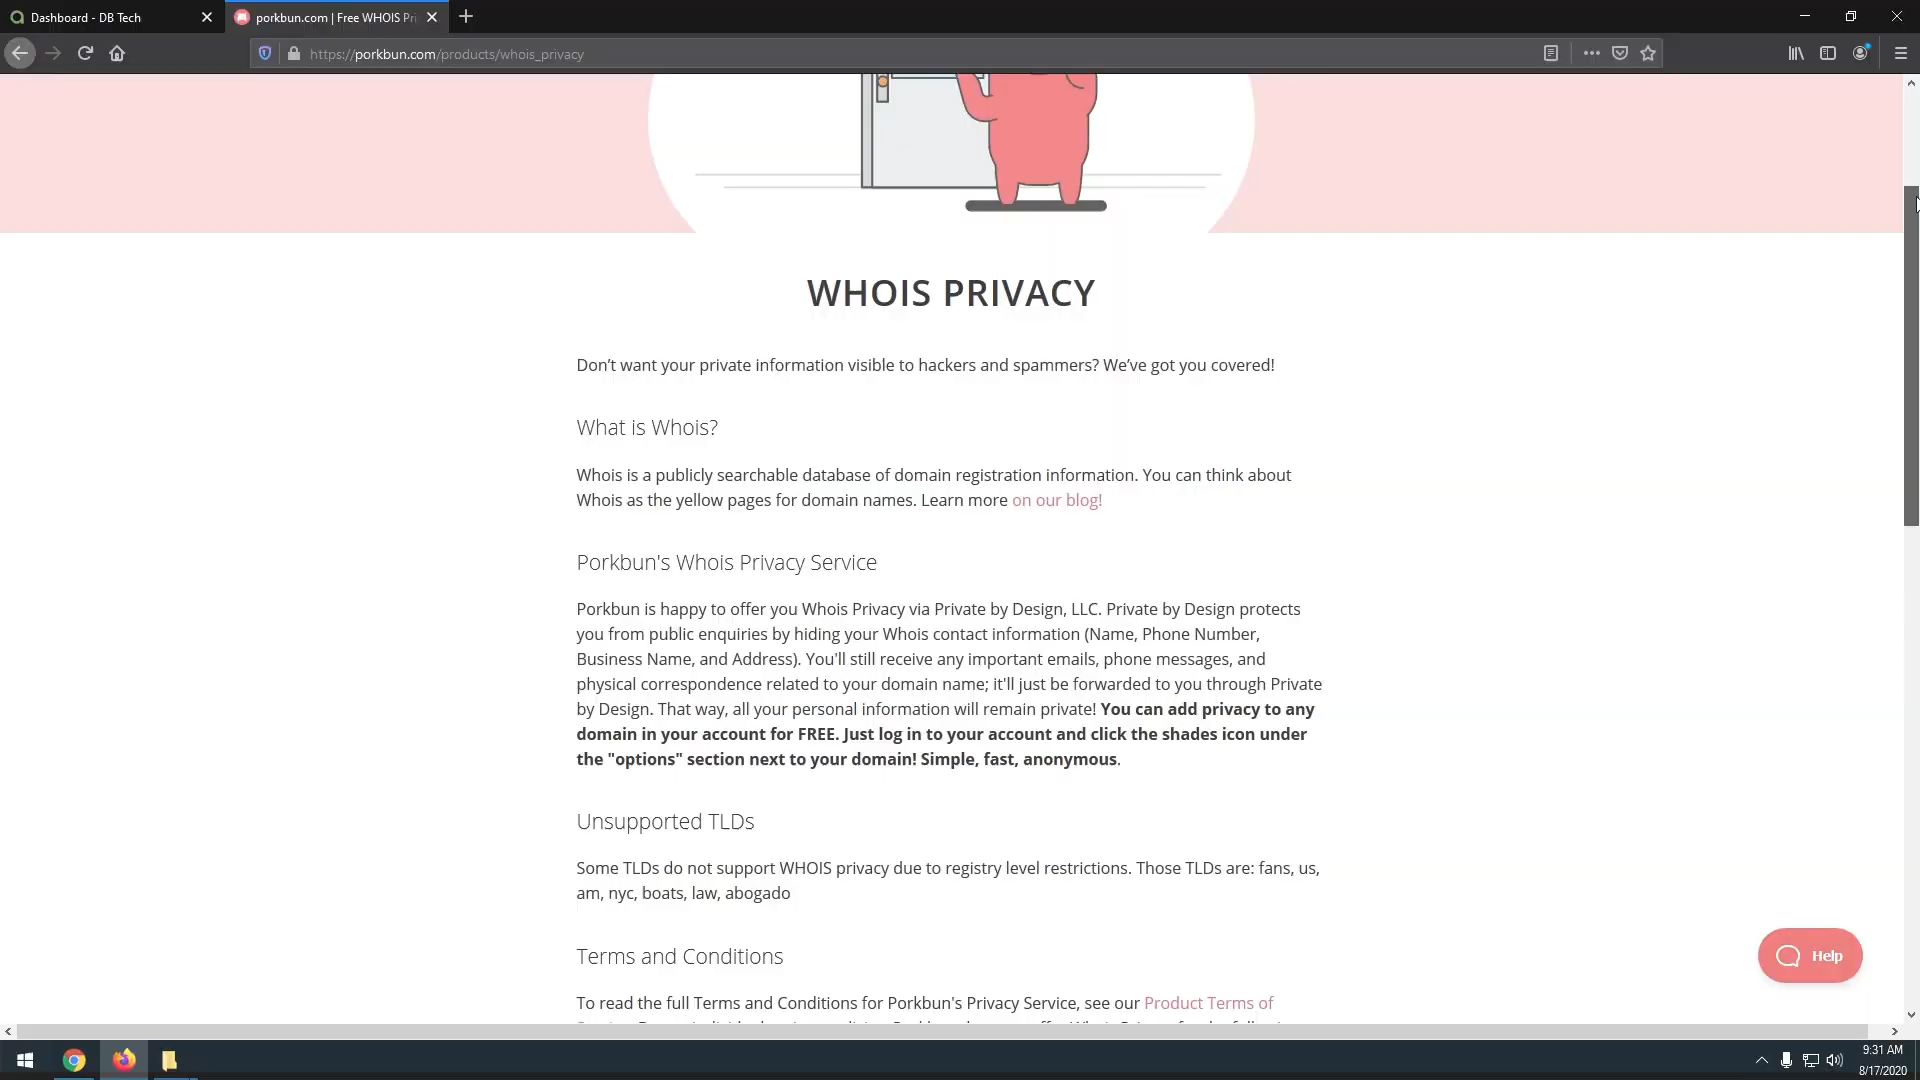 Dashboard - DB Tech
porkbun.com | Free WHOIS Pri
https://porkbun.com/products/whois_privacy
WHOIS PRIVACY
Don’t want your private information visible to hackers and spammers? We’ve got you covered!
What is Whois?
Whois is a publicly searchable database of domain registration information. You can think about
Whois as the yellow pages for domain names. Learn more on our blog!
Porkbun's Whois Privacy Service
Porkbun is happy to offer you Whois Privacy via Private by Design, LLC. Private by Design protects
you from public enquiries by hiding your Whois contact information (Name, Phone Number,
Business Name, and Address). You'll still receive any important emails, phone messages, and
physical correspondence related to your domain name; it'll just be forwarded to you through Private
by Design. That way, all your personal information will remain private! You can add privacy to any
domain in your account for FREE. Just log in to your account and click the shades icon under
the "options" section next to your domain! Simple, fast, anonymous.
Unsupported TLDs
Some TLDs do not support WHOIS privacy due to registry level restrictions. Those TLDs are: fans, us,
am, nyc, boats, law, abogado
Terms and Conditions
To read the full Terms and Conditions for Porkbun's Privacy Service, see our Product Terms of
Help
9:31 AM
8/17/2020